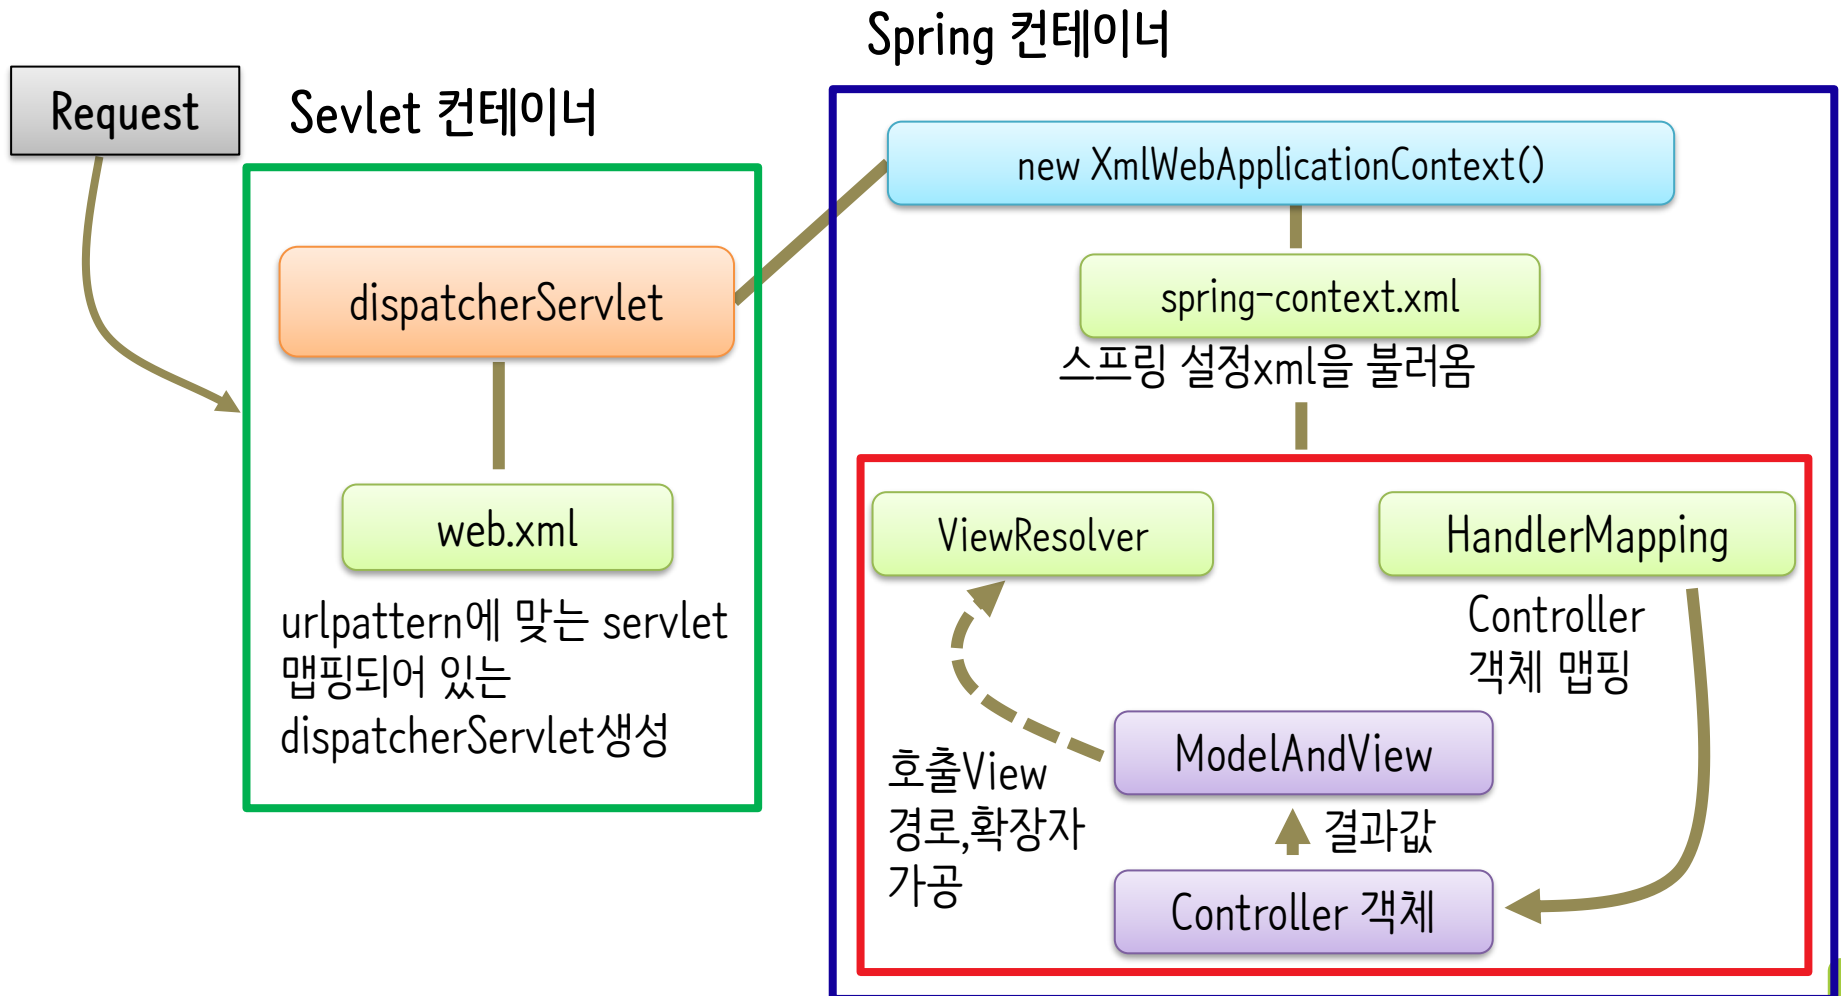 Spring 컨테이너
Request
Sevlet 컨테이너
new XmlWebApplicationContext()
dispatcherServlet
spring-context.xml
스프링 설정xml을 불러옴
web.xml
urlpattern에 맞는 servlet
맵핑되어 있는
dispatcherServlet생성
ViewResolver
HandlerMapping
Controller
객체 맵핑
ModelAndView
호출View
경로,확장자
가공
결과값
Controller 객체